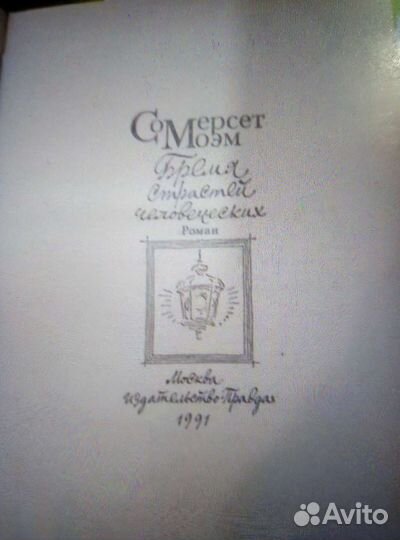 Сомерсет
Моэм
Бремя
страстей
человеческих
Роман
Москва
издательство «Правда»
1991
Avito